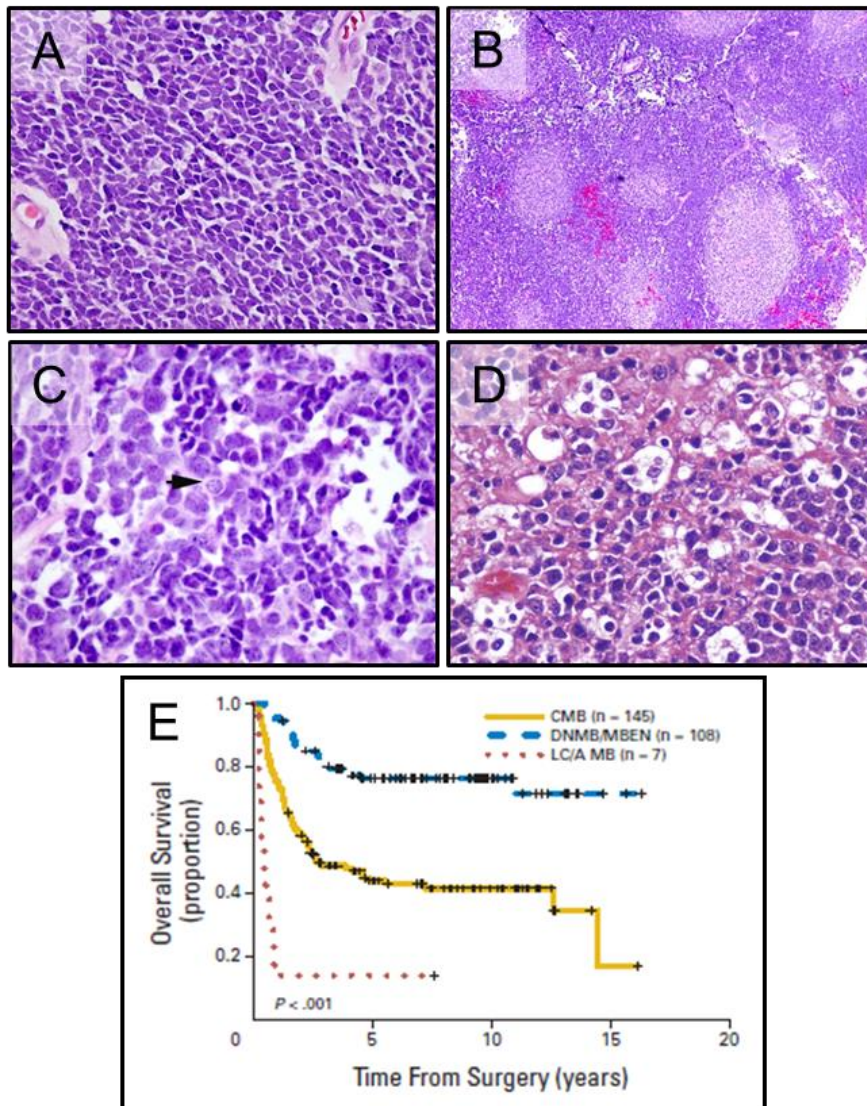 A
B
C
D
E
CMB (n = 145)
DNMB/MBEN (n = 108)
LC/A MB (n = 7)
1.0
0.8
0.6
0.4
0.2
P < .001
0
5
10
15
20
Overall Survival
(proportion)
Time From Surgery (years)